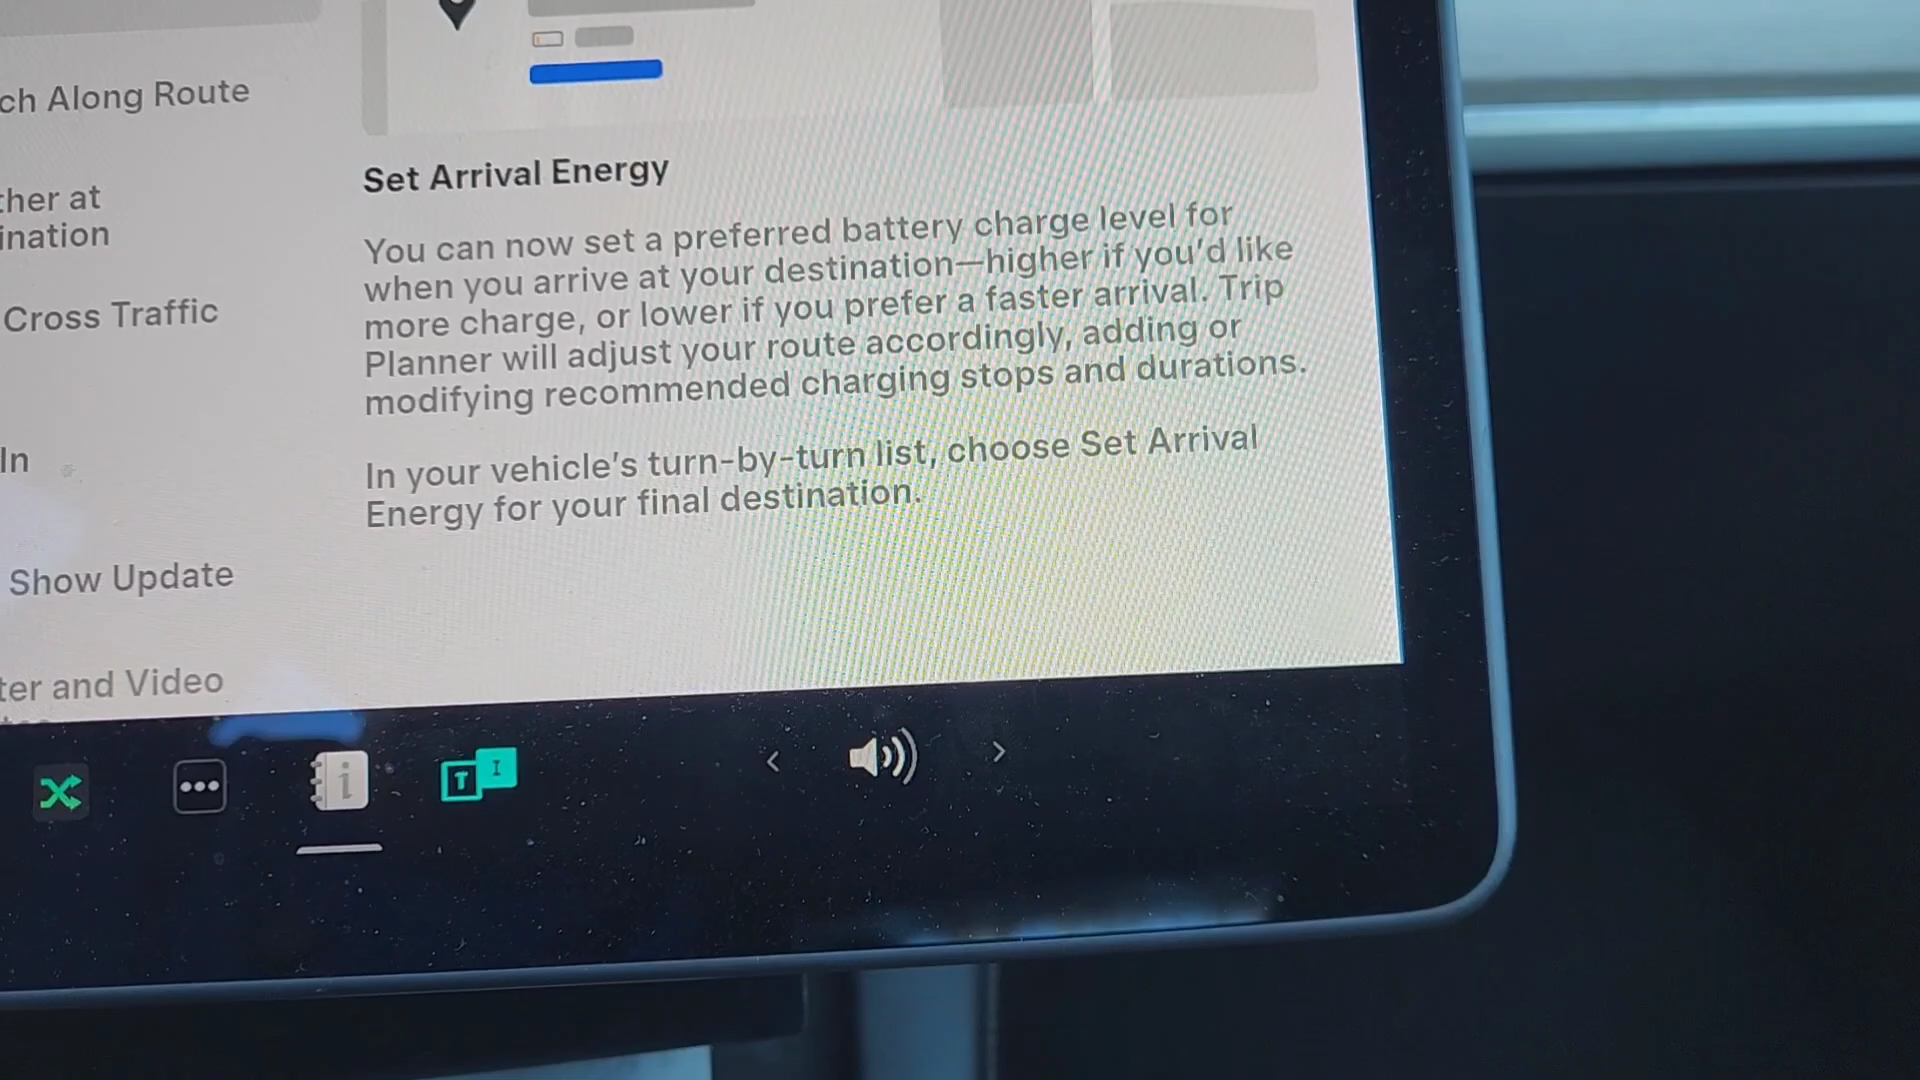 ch Along Route
ther at
ination
Cross Traffic
In
Show Update
ter and Video
Set Arrival Energy
You can now set a preferred battery charge level for
when you arrive at your destination—higher if you'd like
more charge, or lower if you prefer a faster arrival. Trip
Planner will adjust your route accordingly, adding or
modifying recommended charging stops and durations.
In your vehicle's turn-by-turn list, choose Set Arrival
Energy for your final destination.
i
T I